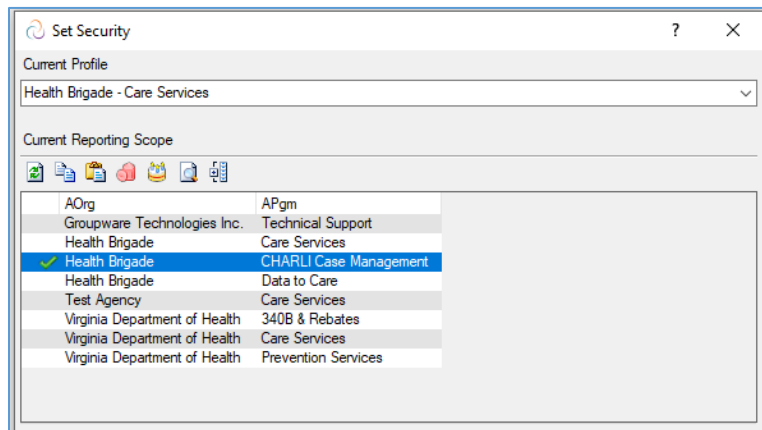 Set Security ?
Current Profile
Health Brigade - Care Services
Current Reporting Scope
AOrg APgm
Groupware Technologies Inc. Technical Support
Health Brigade Care Services
Health Brigade CHARLI Case Management
Health Brigade Data to Care
Test Agency Care Services
Virginia Department of Health 340B & Rebates
Virginia Department of Health Care Services
Virginia Department of Health Prevention Services